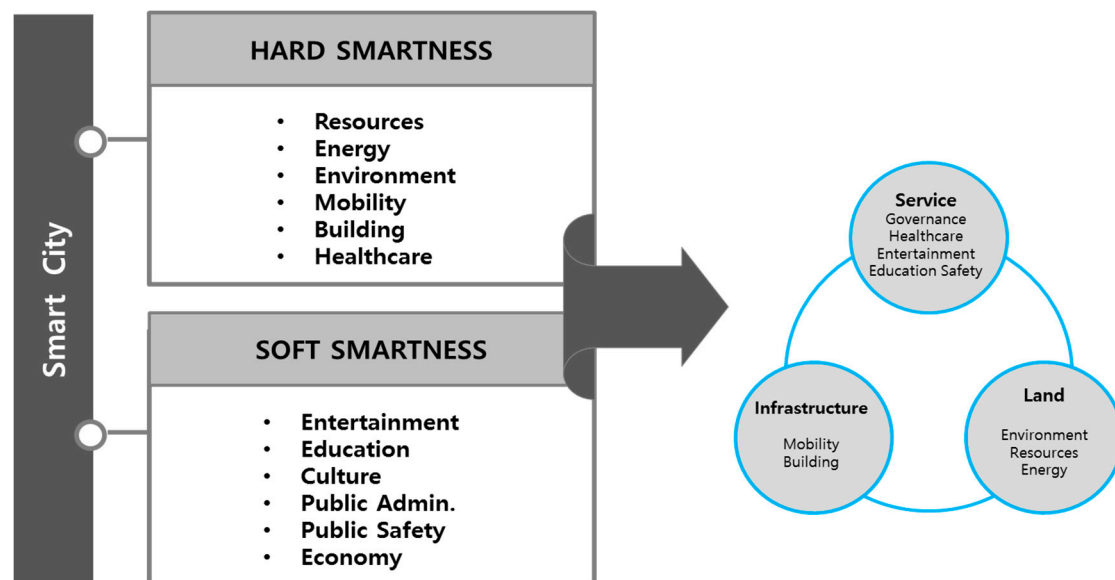 Smart City
HARD SMARTNESS
• Resources
• Energy
• Environment
• Mobility
• Building
• Healthcare
SOFT SMARTNESS
• Entertainment
• Education
• Culture
• Public Admin.
• Public Safety
• Economy
Service
Governance
Healthcare
Entertainment
Education Safety
Infrastructure
Mobility
Building
Land
Environment
Resources
Energy